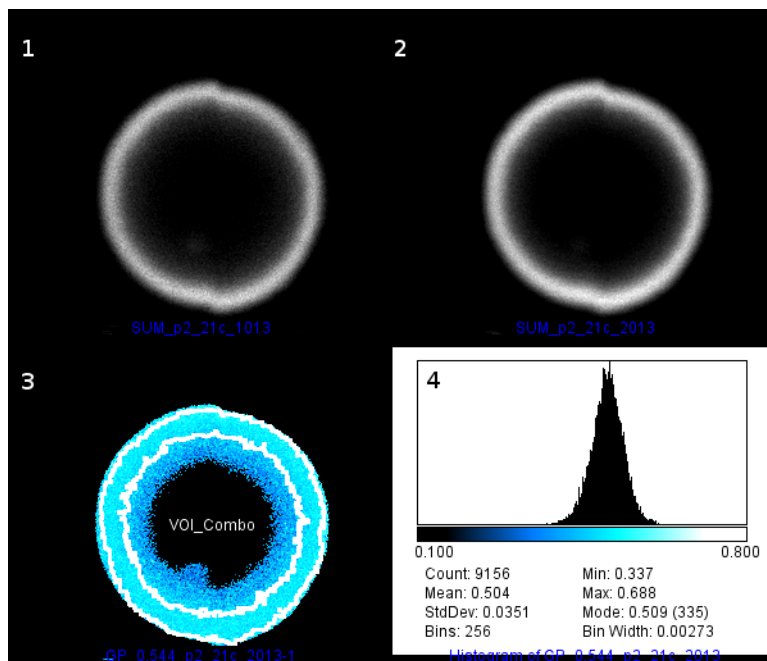 1
2
SUM_p2_21c_1013
SUM_p2_21c_2013
3
VOI_Combo
GP_0.544_p2_21c_2013-1
4
0.100 0.800
Count: 9156 Min: 0.337
Mean: 0.504 Max: 0.688
StdDev: 0.0351 Mode: 0.509 (335)
Bins: 256 Bin Width: 0.00273
Histogram of GP_0.544_p2_21c_2013